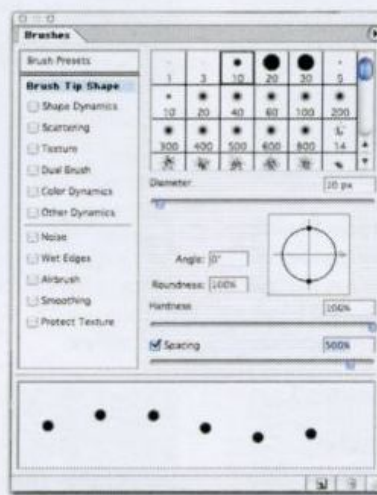 Brushes
Brush Presets
Brush Tip Shape
Shape Dynamics
Scattering
Texture
Dual Brush
Color Dynamics
Other Dynamics
Noise
Wet Edges
Airbrush
Smoothing
Protect Texture
1 3 10 20 30 5
10 20 40 60 100 200
300 400 500 600 800 14
Diameter 20 px
Angle: 0°
Roundness: 100%
Hardness 100%
Spacing 500%